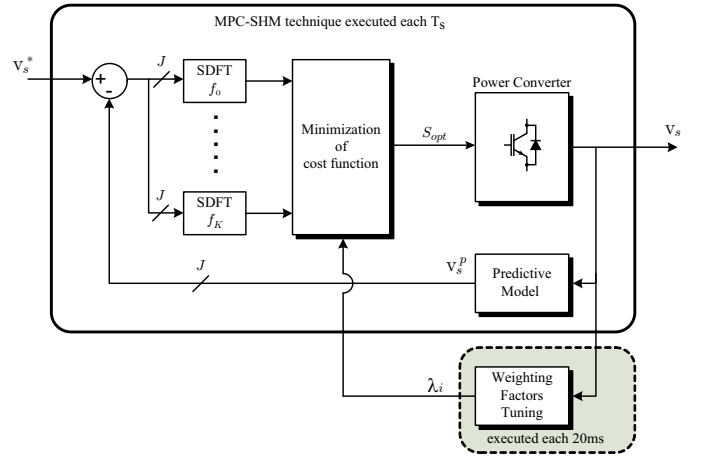 MPC-SHM technique executed each Ts
vs*
+
-
J
SDFT
fo
Minimization
of
cost function
Sopt
Power Converter
vs
J
SDFT
fK
J
vsp
Predictive
Model
λi
Weighting
Factors
Tuning
executed each 20ms